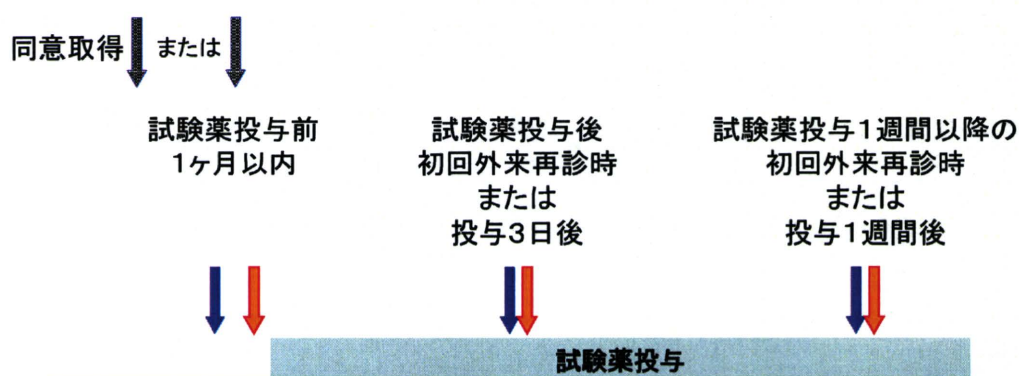 同意取得 または
試験薬投与前
1ヶ月以内
試験薬投与後
初回外来再診時
または
投与3日後
試験薬投与1週間以降の
初回外来再診時
または
投与1週間後
試験薬投与